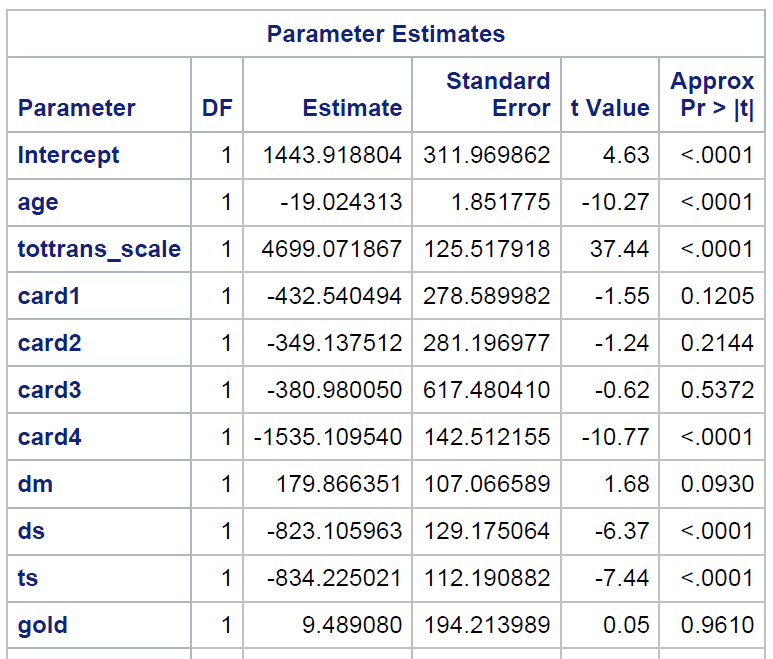 Parameter Estimates
Parameter DF Estimate Standard Error t Value Approx Pr > |t|
Intercept 1 1443.918804 311.969862 4.63 <.0001
age 1 -19.024313 1.851775 -10.27 <.0001
tottrans_scale 1 4699.071867 125.517918 37.44 <.0001
card1 1 -432.540494 278.589982 -1.55 0.1205
card2 1 -349.137512 281.196977 -1.24 0.2144
card3 1 -380.980050 617.480410 -0.62 0.5372
card4 1 -1535.109540 142.512155 -10.77 <.0001
dm 1 179.866351 107.066589 1.68 0.0930
ds 1 -823.105963 129.175064 -6.37 <.0001
ts 1 -834.225021 112.190882 -7.44 <.0001
gold 1 9.489080 194.213989 0.05 0.9610